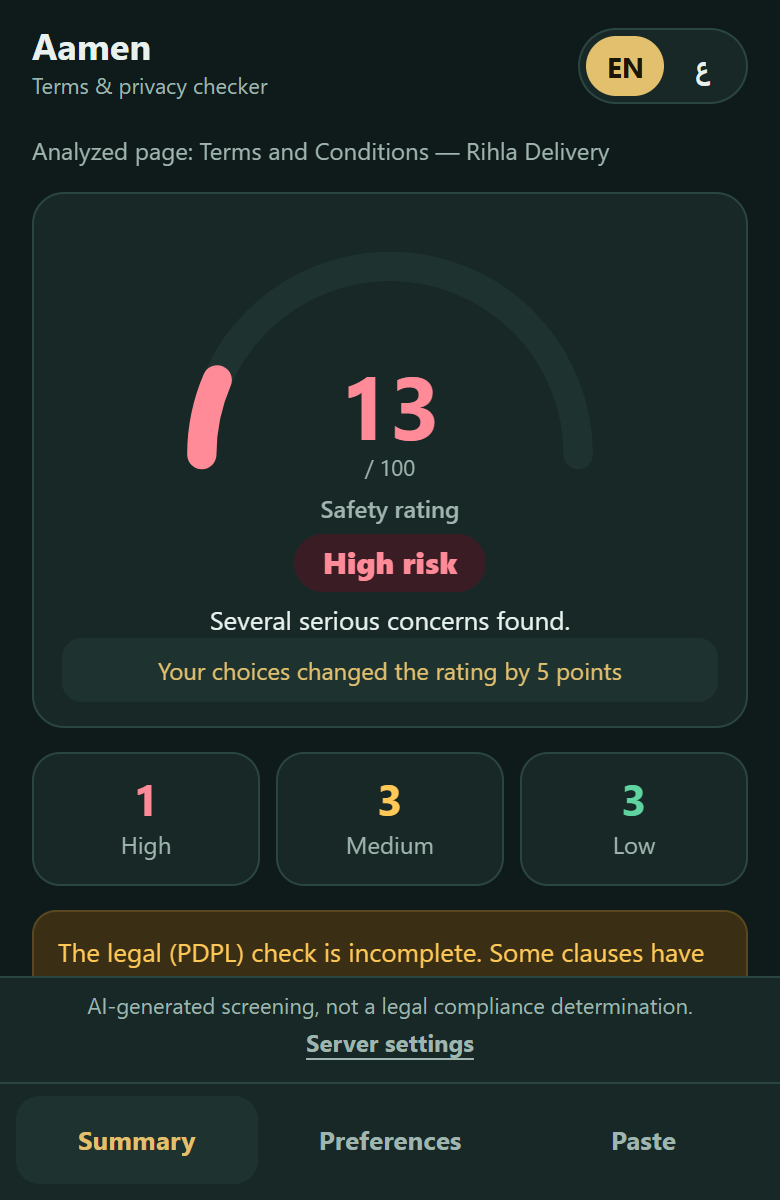 Aamen
Terms & privacy checker
EN
ع
Analyzed page: Terms and Conditions — Rihla Delivery
13
/ 100
Safety rating
High risk
Several serious concerns found.
Your choices changed the rating by 5 points
1
High
3
Medium
3
Low
The legal (PDPL) check is incomplete. Some clauses have
AI-generated screening, not a legal compliance determination.
Server settings
Summary
Preferences
Paste